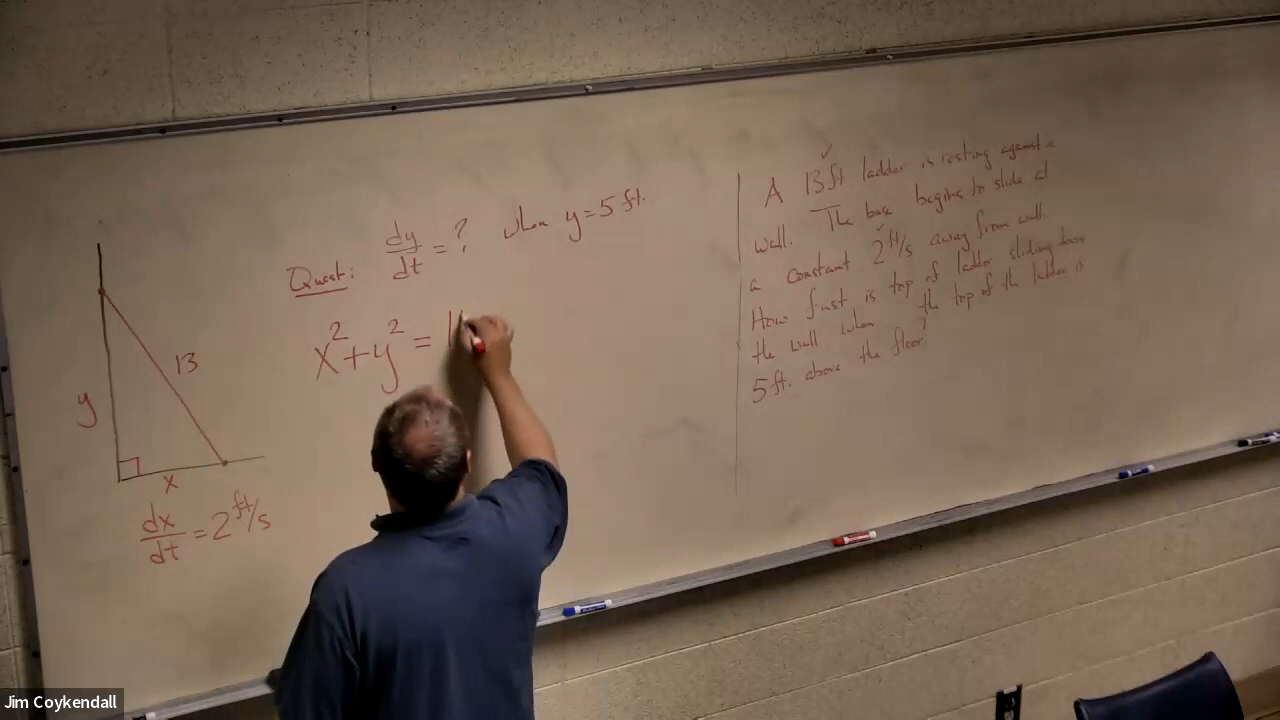 Quest: dy/dt = ? when y = 5 ft.
x² + y² = 1
y
13
x
dx/dt = 2 ft/s
A 13 ft ladder is resting against a
wall. The base begins to slide at
a constant 2 ft/s away from wall.
How fast is top of ladder sliding down
the wall when the top of the ladder is
5 ft. above the floor?
Jim Coykendall